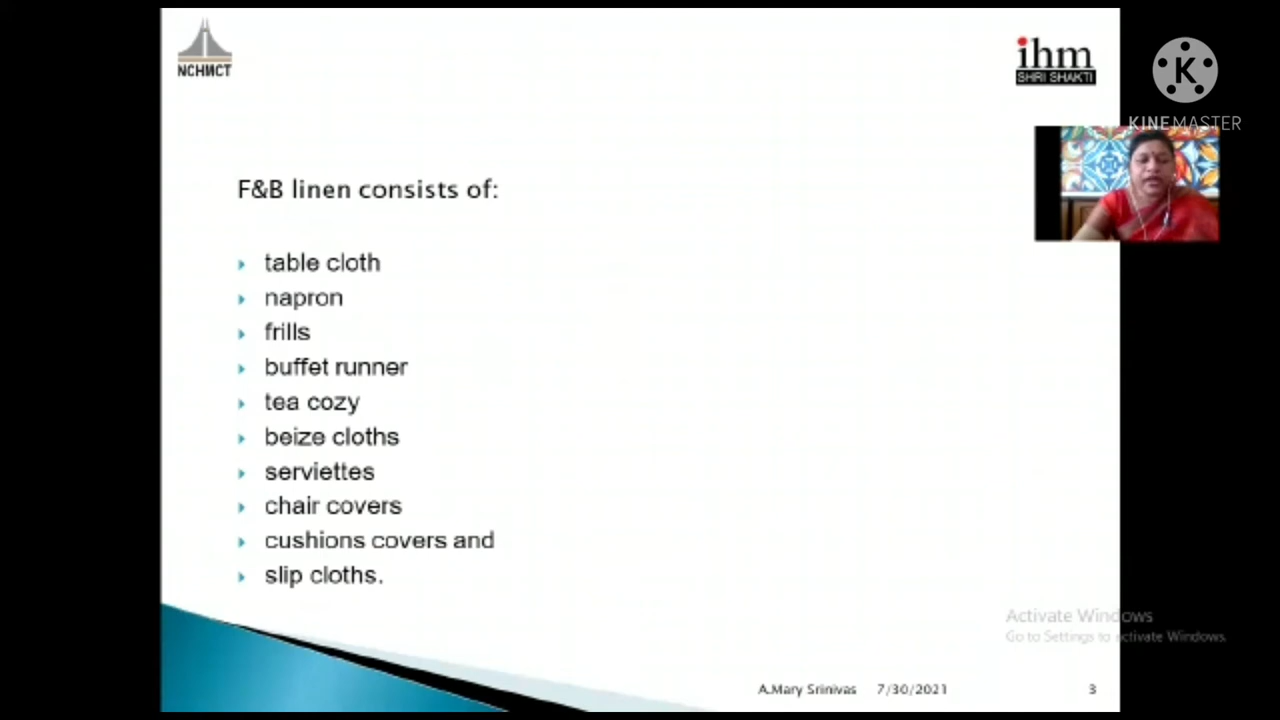 NCHMCT
ihm
SHRI SHAKTI
KINEMASTER
F&B linen consists of:
table cloth
napron
frills
buffet runner
tea cozy
beize cloths
serviettes
chair covers
cushions covers and
slip cloths.
Activate Windows
Go to Settings to activate Windows.
A.Mary Srinivas 7/30/2021 3